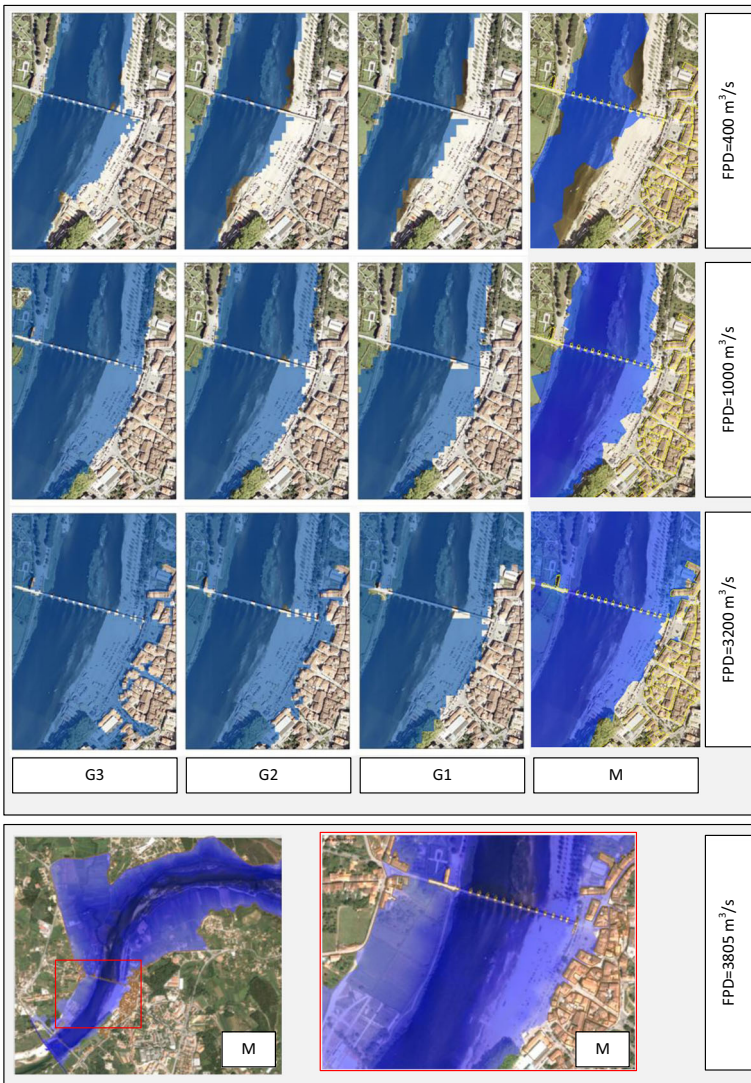 FPD=400 m³/s
FPD=1000 m³/s
FPD=3200 m³/s
G3
G2
G1
M
FPD=3805 m³/s
M
M